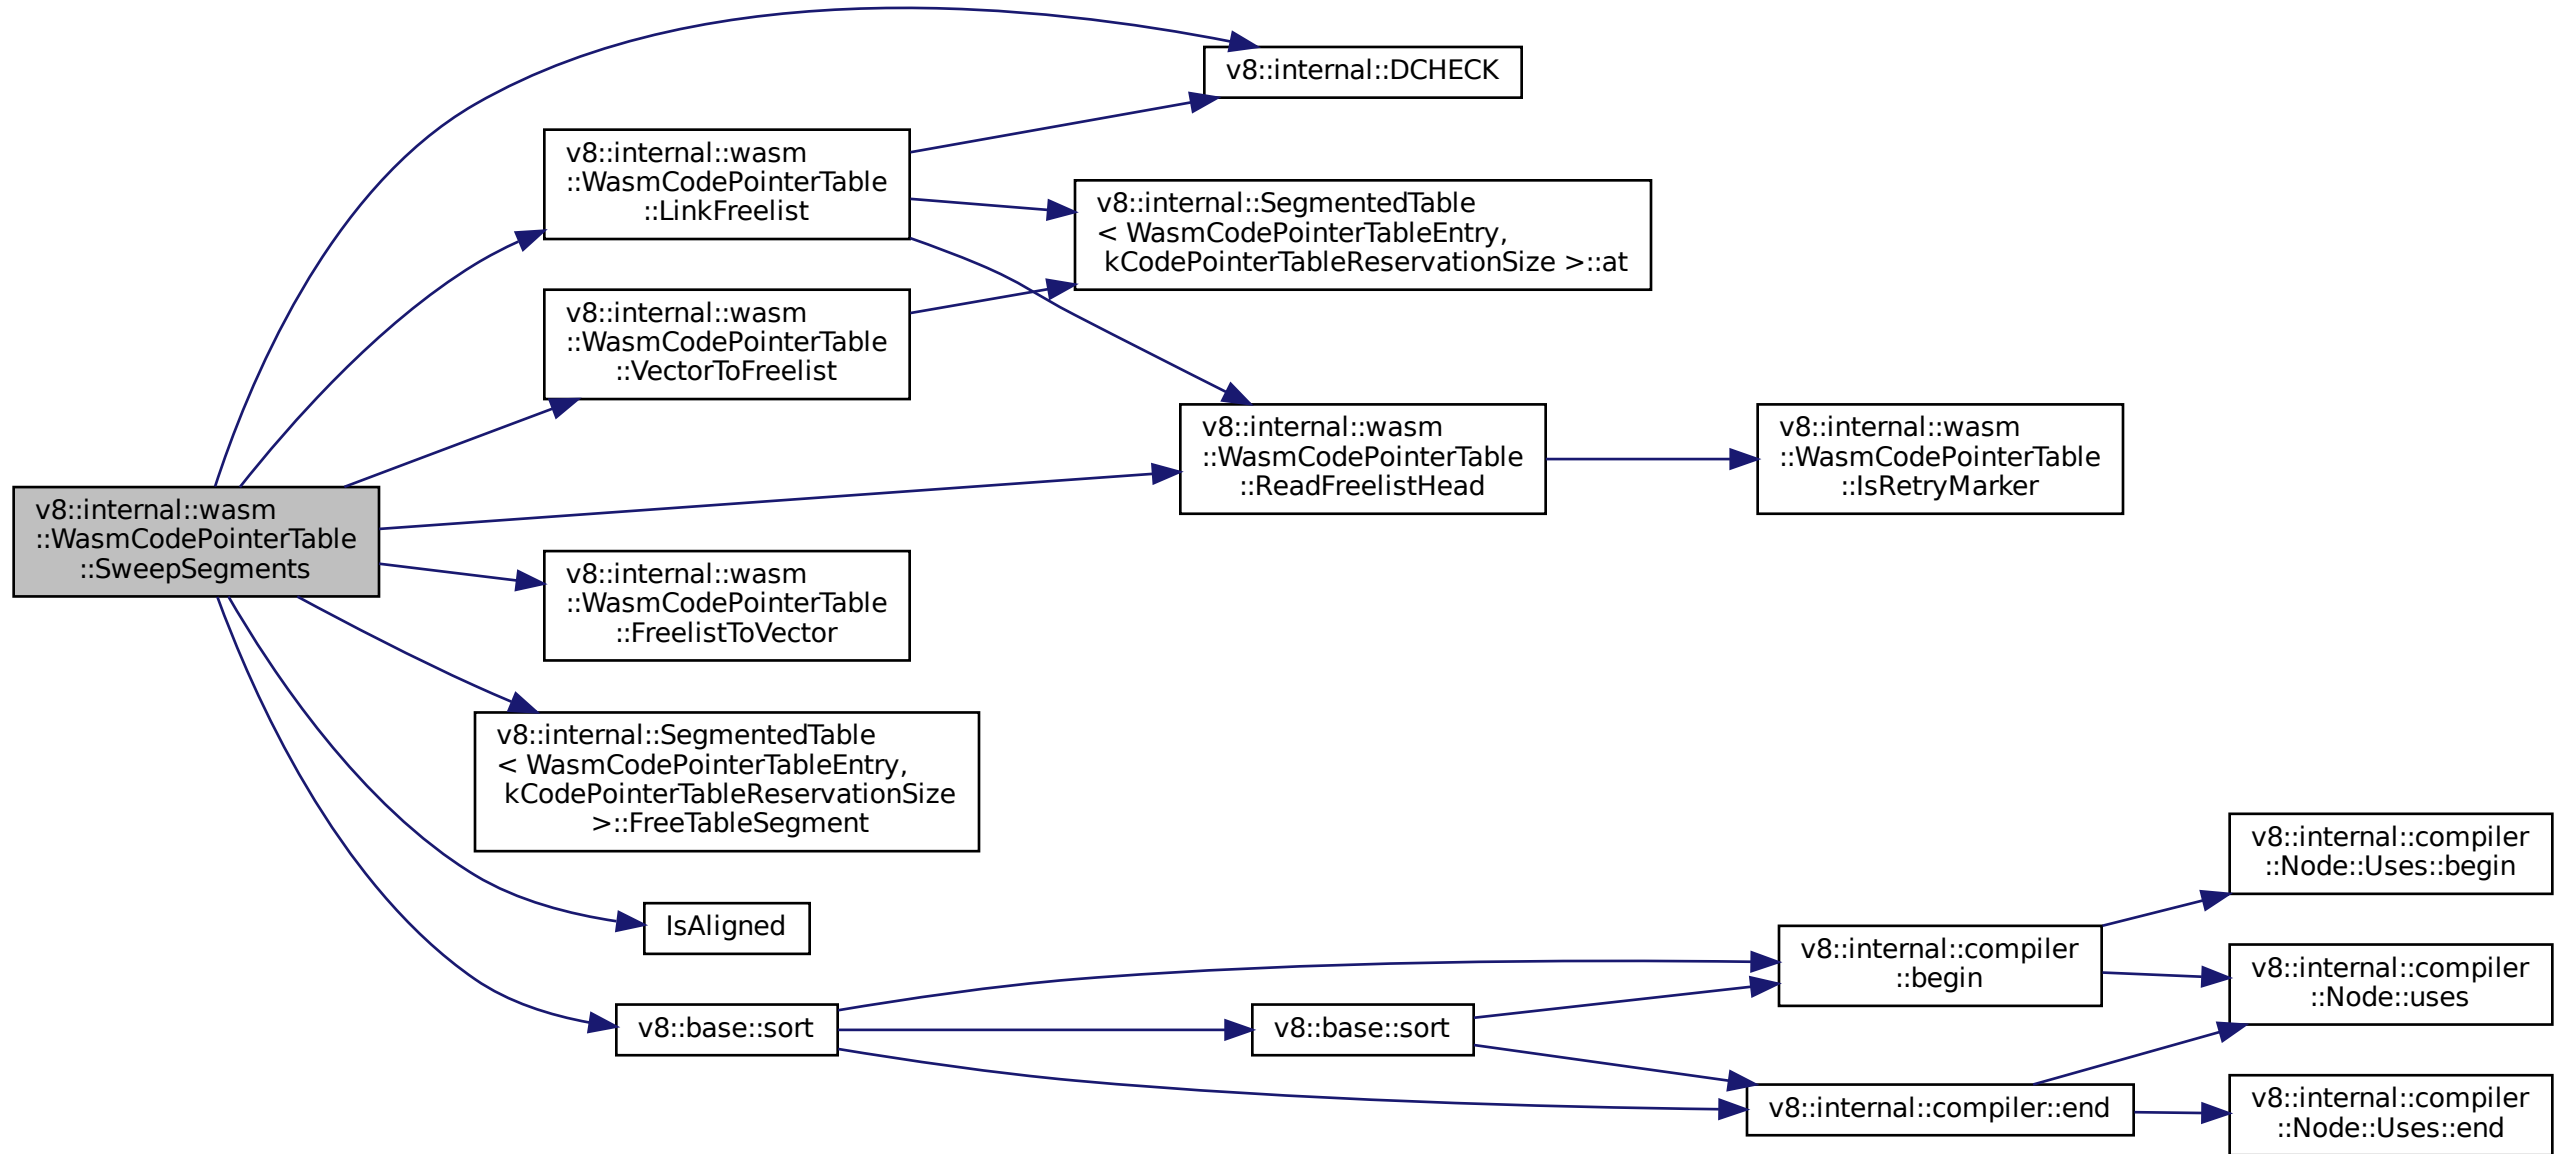 v8::internal::DCHECK
v8::internal::wasm
::WasmCodePointerTable
::LinkFreelist
v8::internal::SegmentedTable
< WasmCodePointerTableEntry,
kCodePointerTableReservationSize >::at
v8::internal::wasm
::WasmCodePointerTable
::VectorToFreelist
v8::internal::wasm
::WasmCodePointerTable
::ReadFreelistHead
v8::internal::wasm
::WasmCodePointerTable
::IsRetryMarker
v8::internal::wasm
::WasmCodePointerTable
::SweepSegments
v8::internal::wasm
::WasmCodePointerTable
::FreelistToVector
v8::internal::SegmentedTable
< WasmCodePointerTableEntry,
kCodePointerTableReservationSize
>::FreeTableSegment
v8::internal::compiler
::Node::Uses::begin
IsAligned
v8::internal::compiler
::begin
v8::internal::compiler
::Node::uses
v8::base::sort
v8::base::sort
v8::internal::compiler::end
v8::internal::compiler
::Node::Uses::end